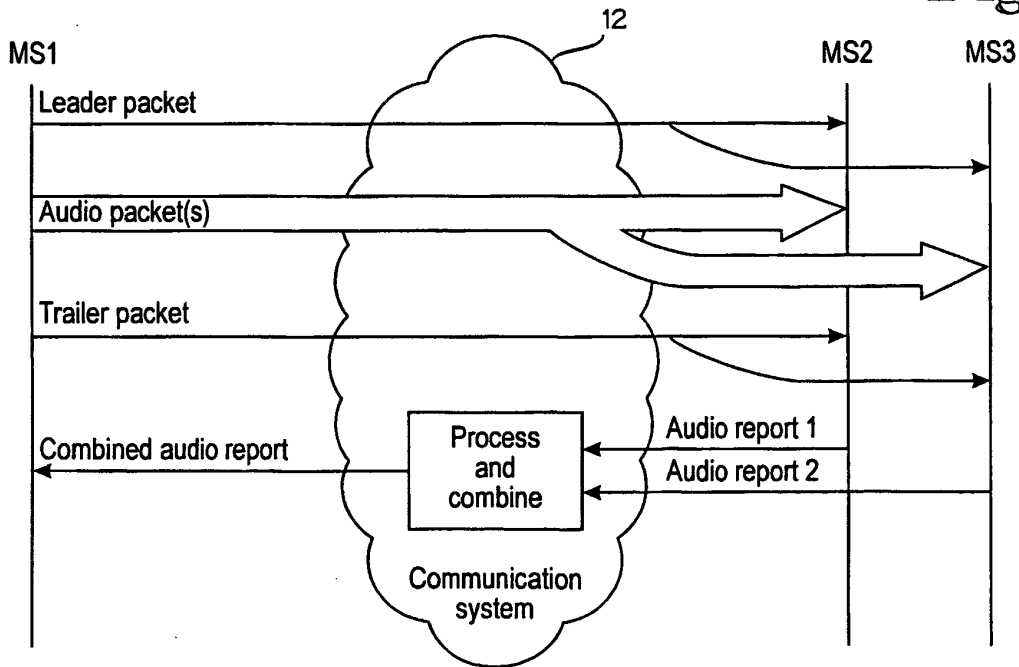 12
MS1
MS2
MS3
Leader packet
Audio packet(s)
Trailer packet
Audio report 1
Combined audio report
Process
and
combine
Audio report 2
Communication
system